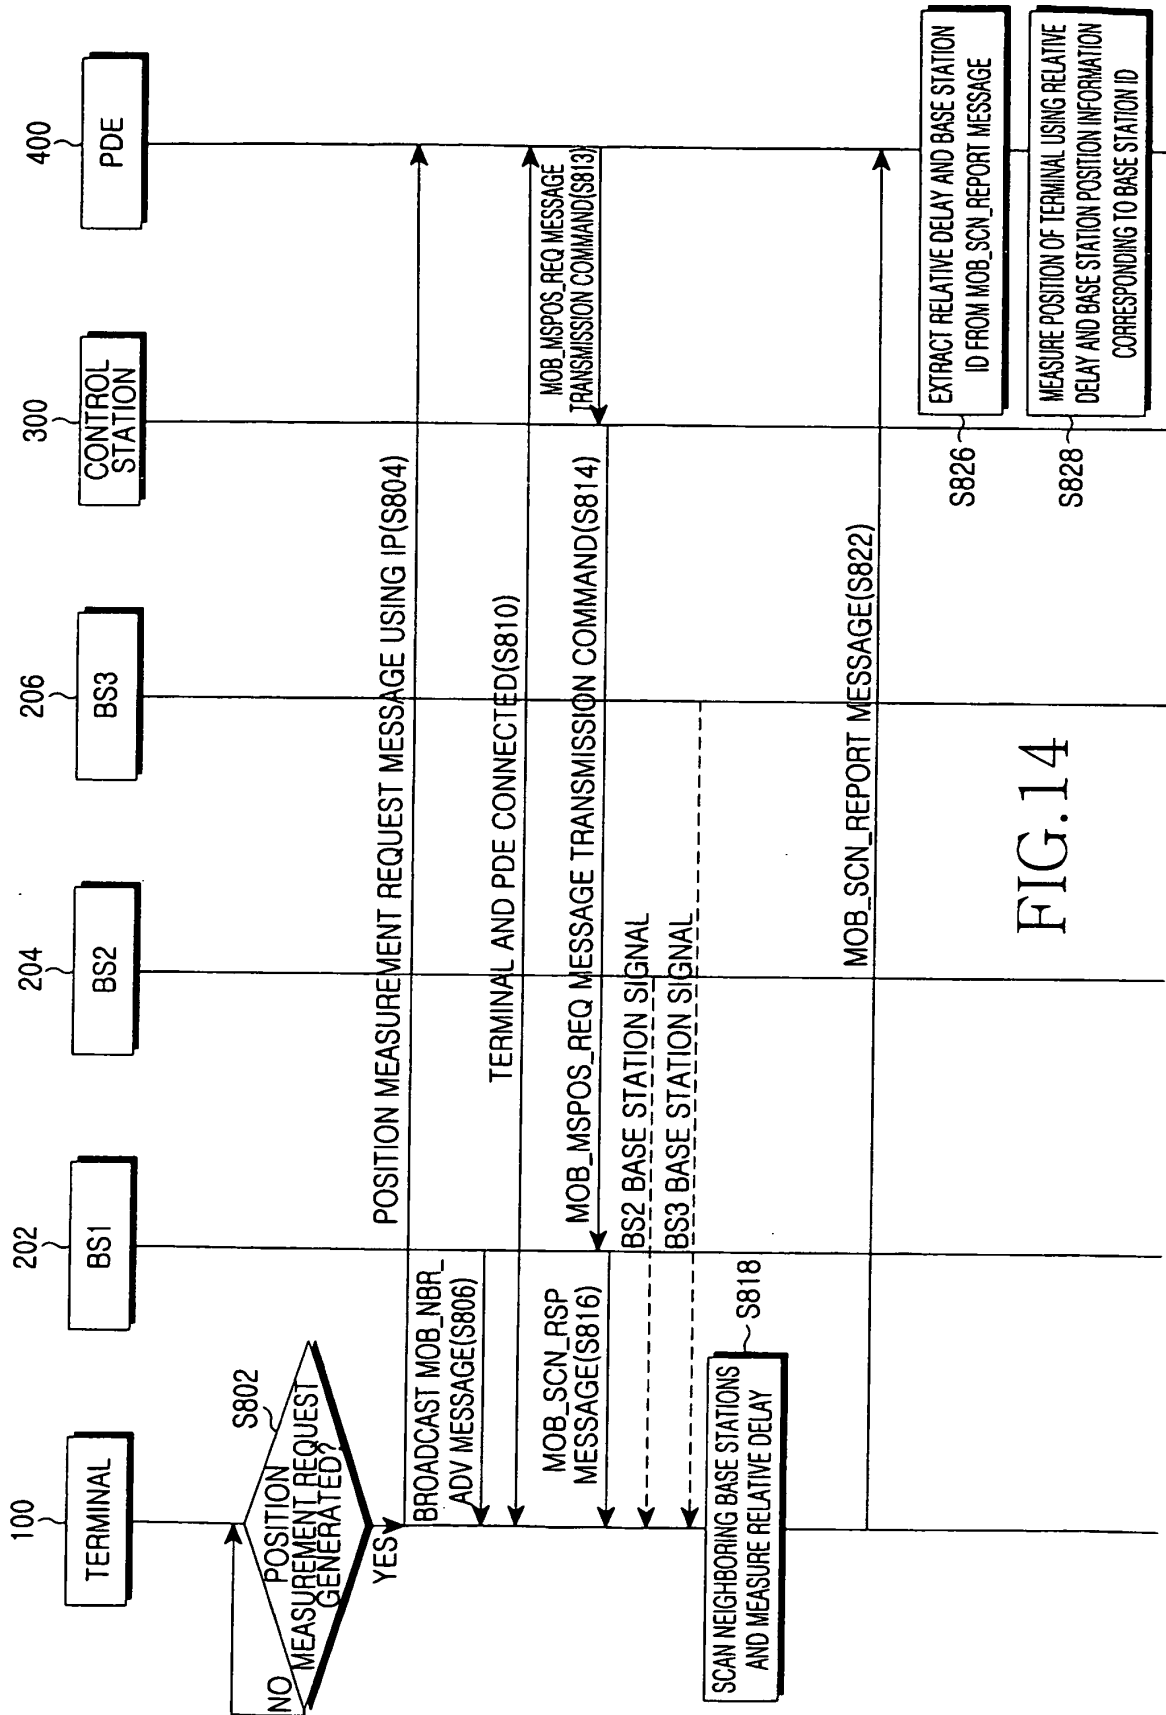 100
TERMINAL
202
BS1
204
BS2
206
BS3
300
CONTROL
STATION
400
PDE
S802
POSITION
MEASUREMENT REQUEST
GENERATED?
NO
YES
POSITION MEASUREMENT REQUEST MESSAGE USING IP(S804)
BROADCAST MOB_NBR_
ADV MESSAGE(S806)
TERMINAL AND PDE CONNECTED(S810)
MOB_MSPOS_REQ MESSAGE
TRANSMISSION COMMAND(S813)
MOB_MSPOS_REQ MESSAGE TRANSMISSION COMMAND(S814)
MOB_SCN_RSP
MESSAGE(S816)
BS2 BASE STATION SIGNAL
BS3 BASE STATION SIGNAL
S818
SCAN NEIGHBORING BASE STATIONS
AND MEASURE RELATIVE DELAY
MOB_SCN_REPORT MESSAGE(S822)
EXTRACT RELATIVE DELAY AND BASE STATION
ID FROM MOB_SCN_REPORT MESSAGE
S826
MEASURE POSITION OF TERMINAL USING RELATIVE
DELAY AND BASE STATION POSITION INFORMATION
CORRESPONDING TO BASE STATION ID
S828
FIG.14